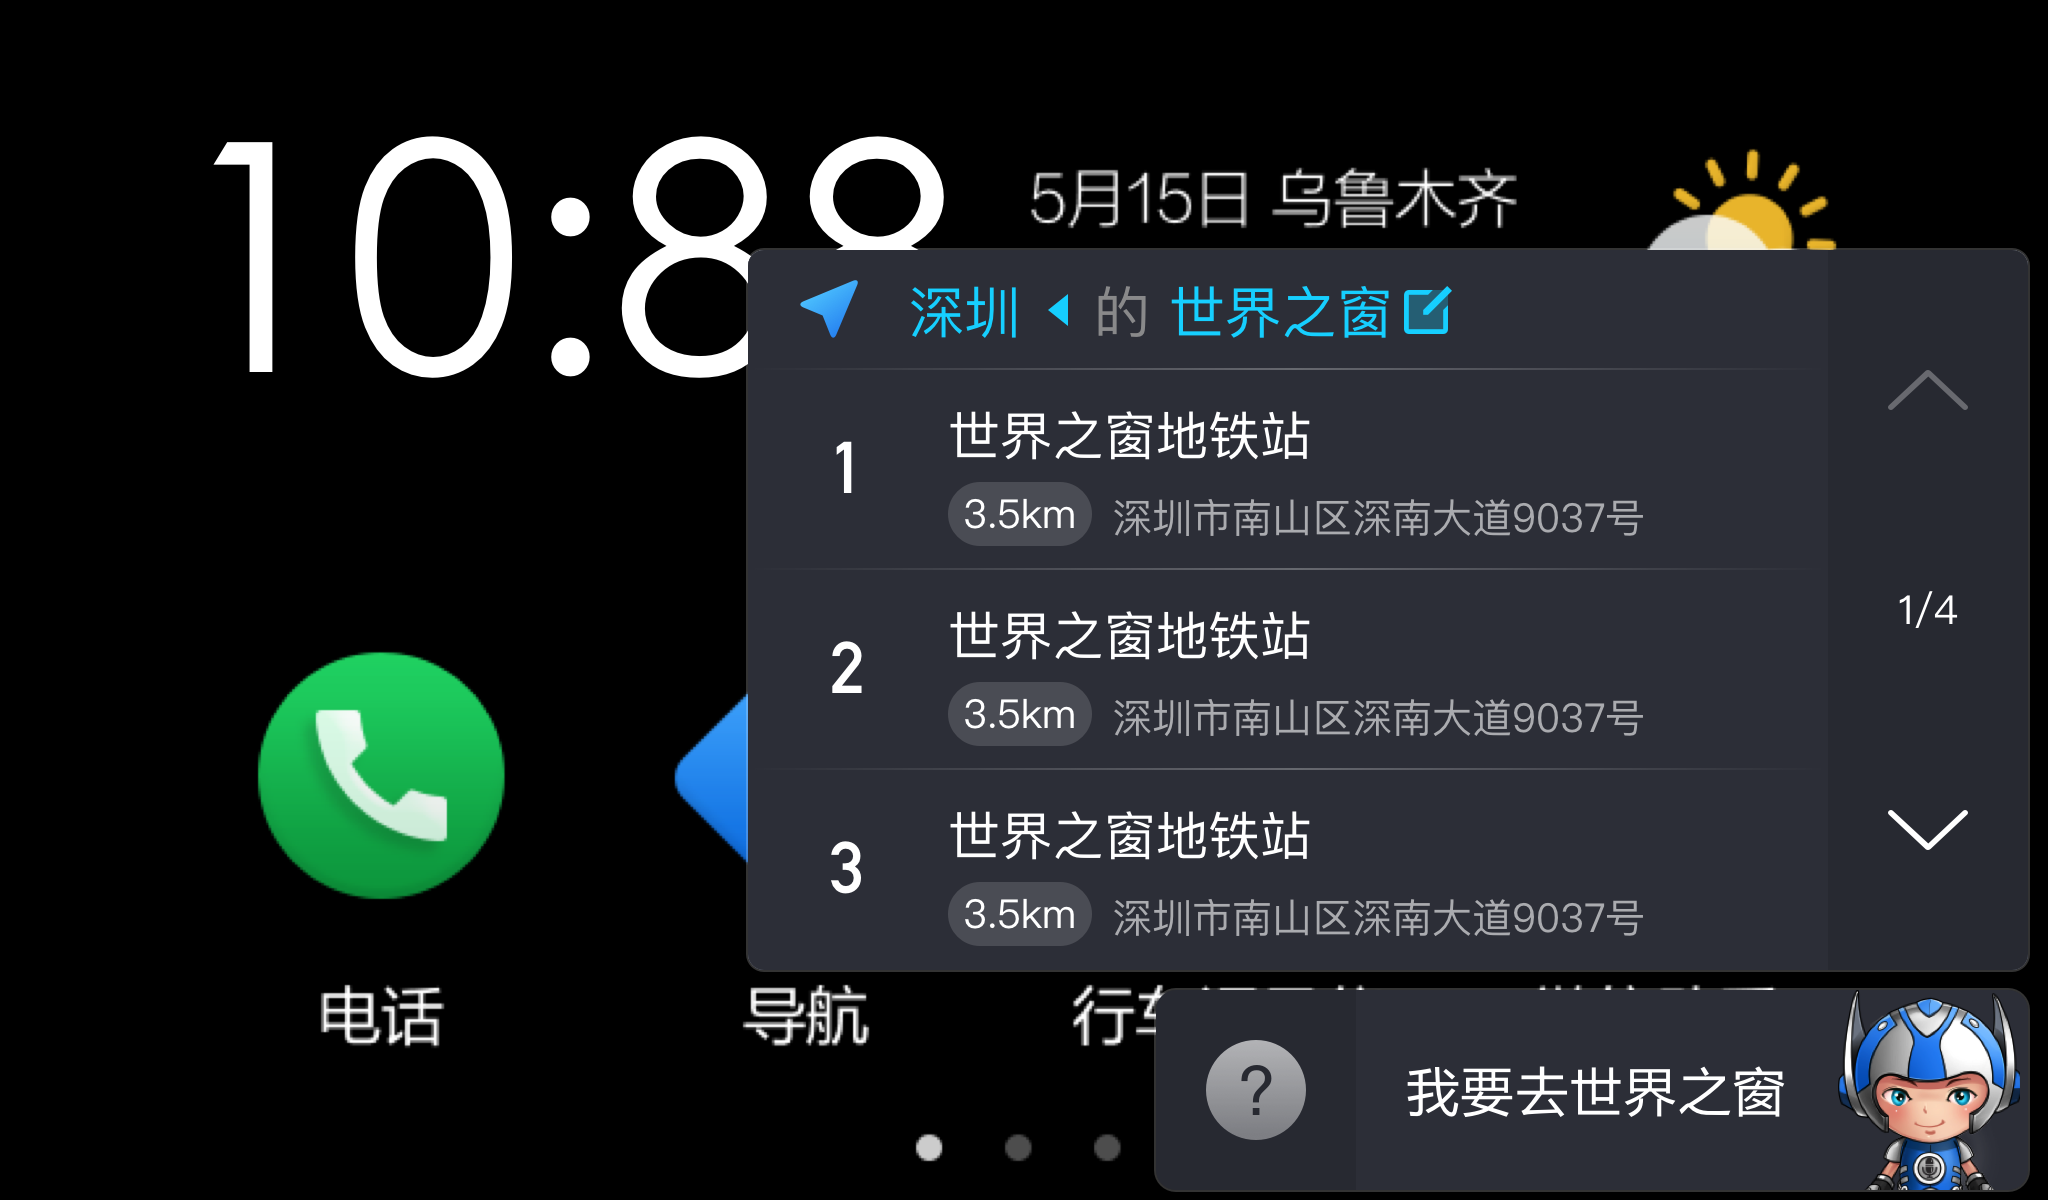 10:88
5月15日 乌鲁木齐
深圳 的 世界之窗
1
世界之窗地铁站
3.5km 深圳市南山区深南大道9037号
2
世界之窗地铁站
3.5km 深圳市南山区深南大道9037号
3
世界之窗地铁站
3.5km 深圳市南山区深南大道9037号
1/4
电话
导航
行车
?
我要去世界之窗